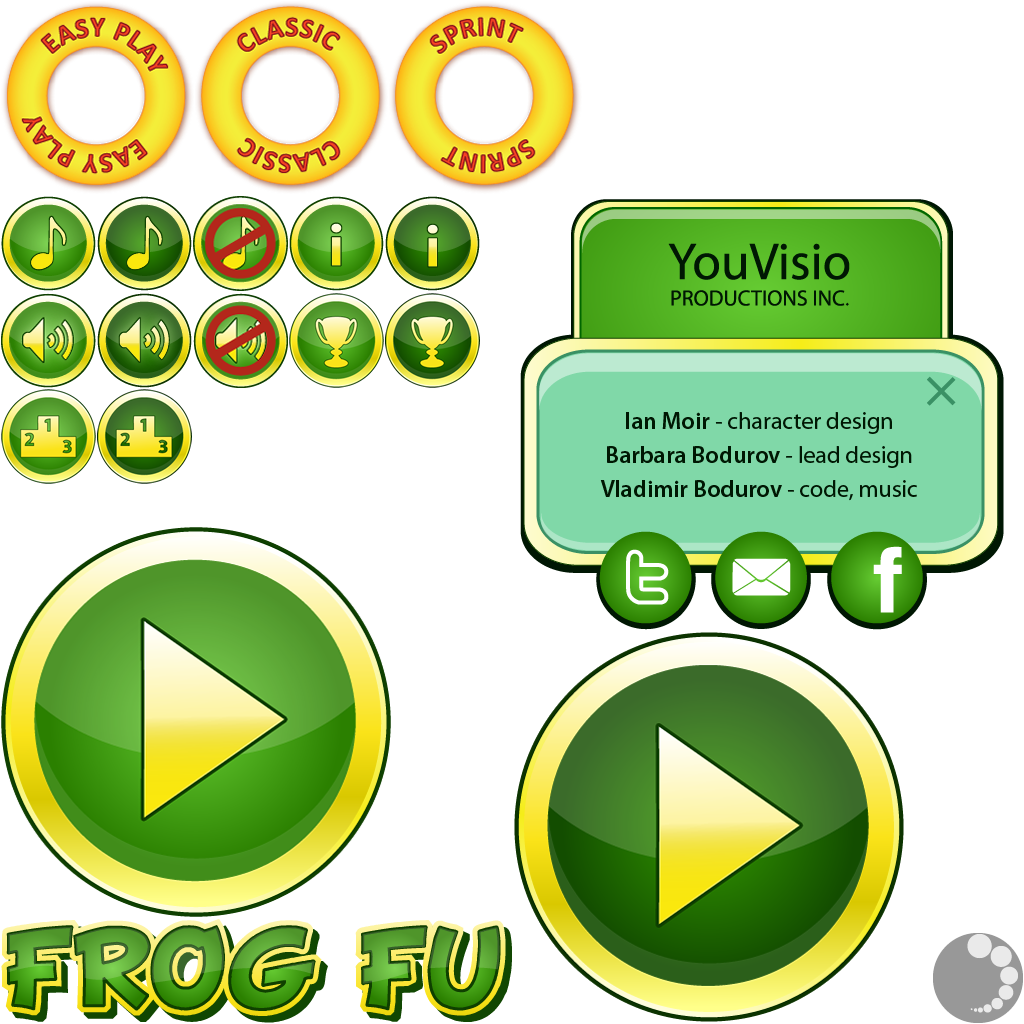 EASY PLAY
EASY PLAY
CLASSIC
CLASSIC
SPRINT
SPRINT
i
i
1
2
3
1
2
3
YouVisio
PRODUCTIONS INC.
Ian Moir - character design
Barbara Bodurov - lead design
Vladimir Bodurov - code, music
t
f
FROG FU